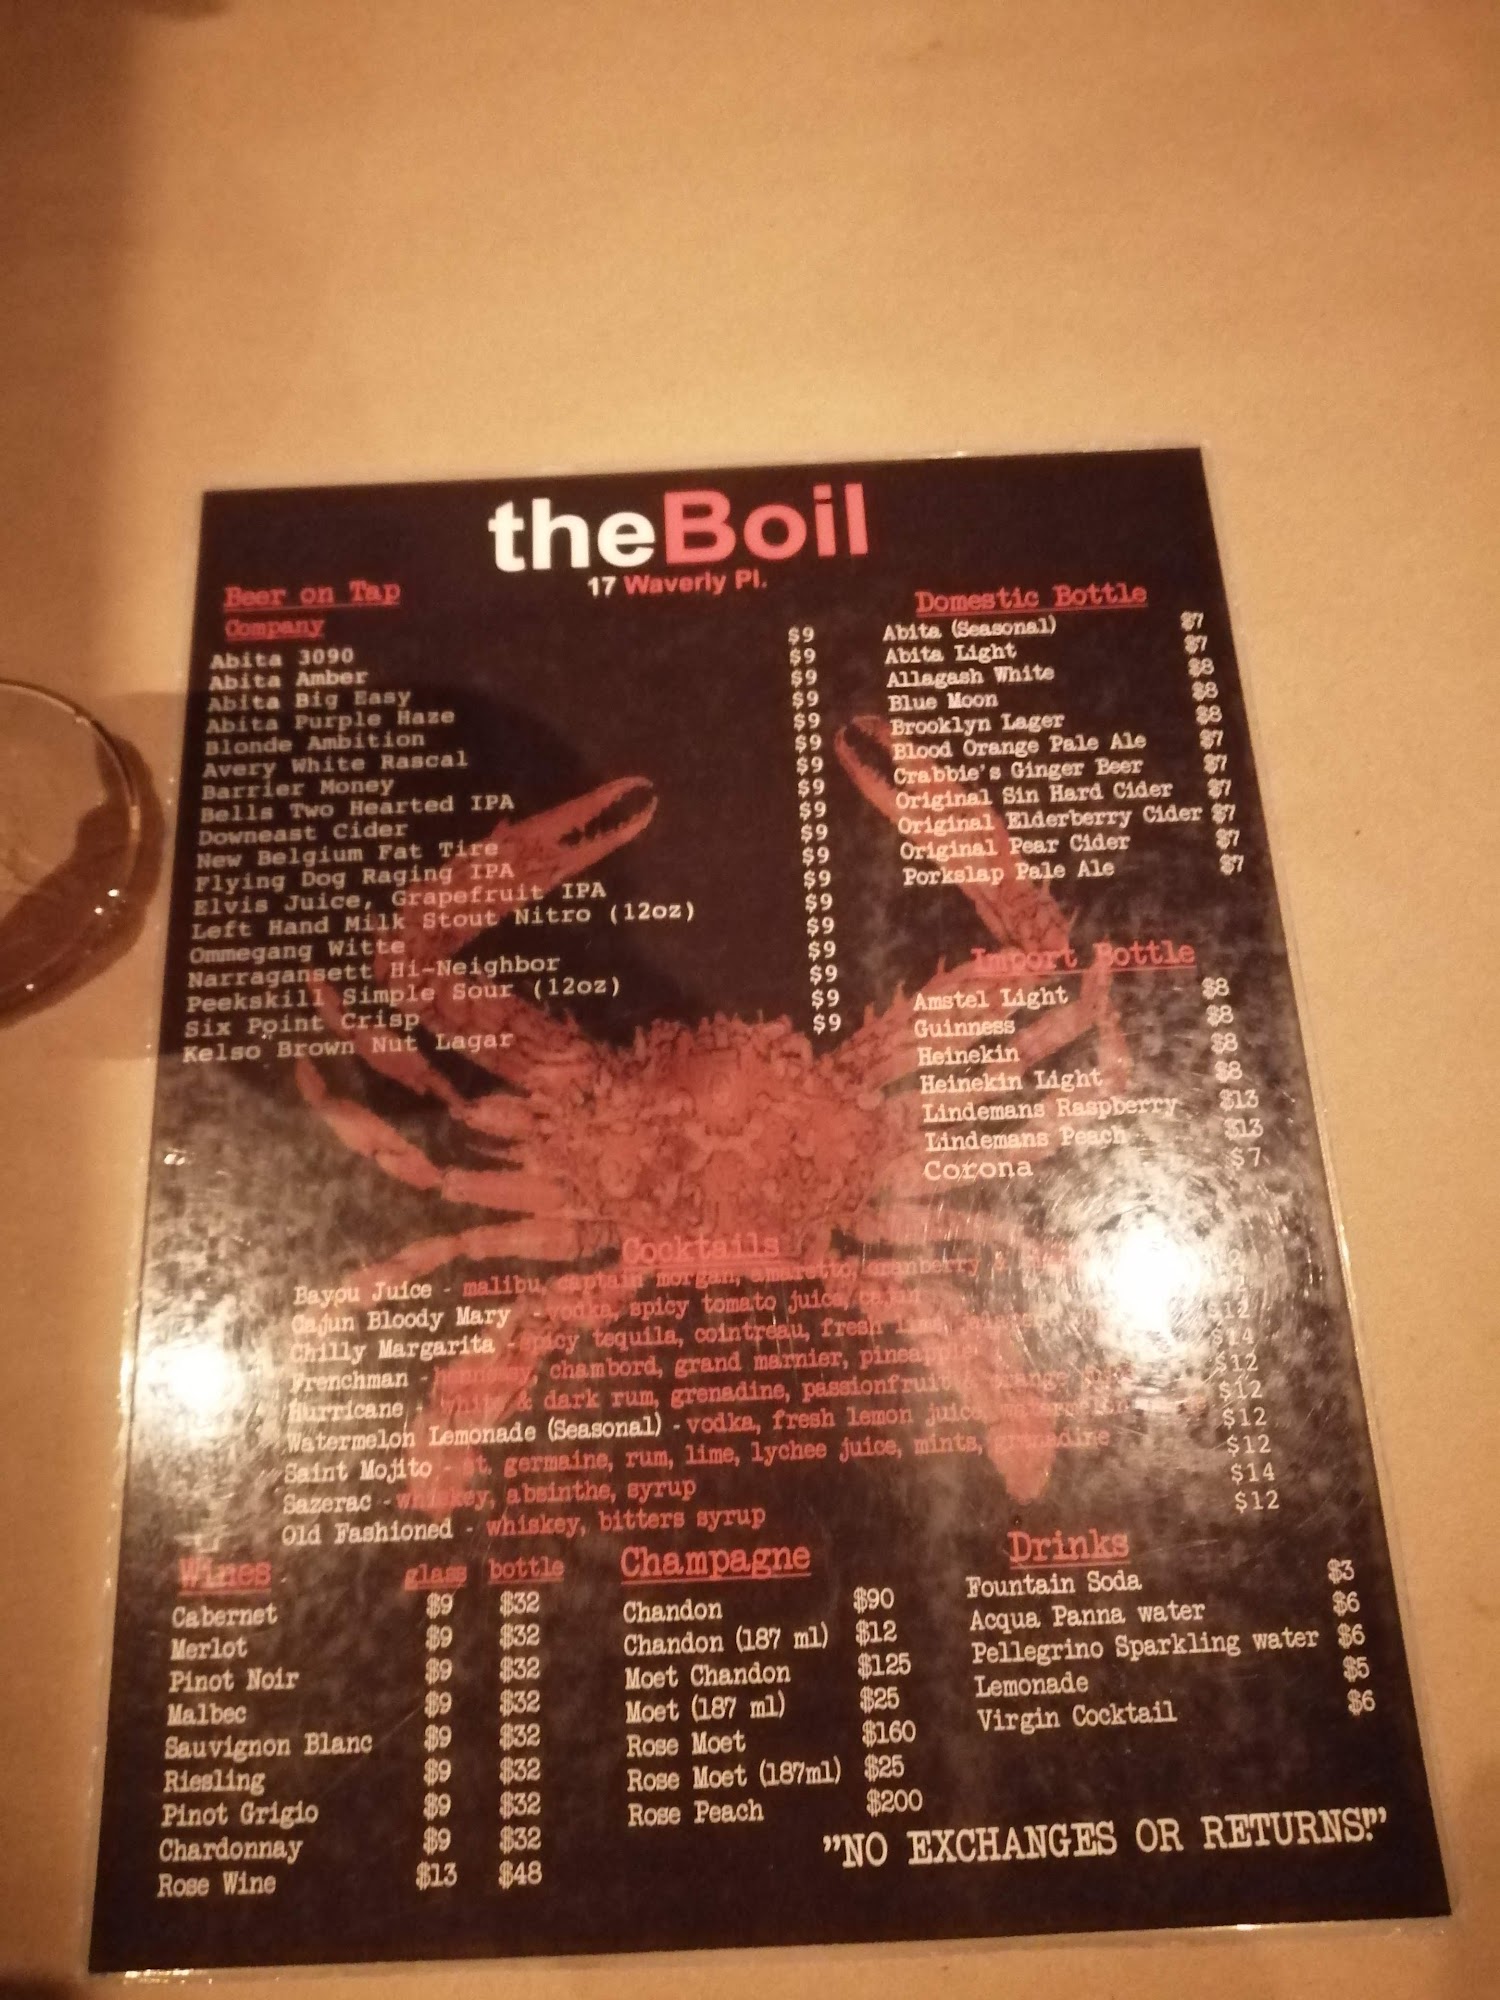 theBoil
17 Waverly Pl.
Beer on Tap
Company
Abita 3090 $9
Abita Amber $9
Abita Big Easy $9
Abita Purple Haze $9
Blonde Ambition $9
Avery White Rascal $9
Barrier Money $9
Bells Two Hearted IPA $9
Downeast Cider $9
New Belgium Fat Tire $9
Flying Dog Raging IPA $9
Elvis Juice, Grapefruit IPA $9
Left Hand Milk Stout Nitro (12oz) $9
Ommegang Witte $9
Narragansett Hi-Neighbor $9
Peekskill Simple Sour (12oz) $9
Six Point Crisp $9
Kelso Brown Nut Lagar $9
Domestic Bottle
Abita (Seasonal) $7
Abita Light $7
Allagash White $8
Blue Moon $8
Brooklyn Lager $8
Blood Orange Pale Ale $7
Crabbie's Ginger Beer $7
Original Sin Hard Cider $7
Original Elderberry Cider $7
Original Pear Cider $7
Porkslap Pale Ale $7
Import Bottle
Amstel Light $8
Guinness $8
Heinekin $8
Heinekin Light $8
Lindemans Raspberry $13
Lindemans Peach $13
Corona $7
Cocktails
Bayou Juice - malibu, captain morgan, amaretto, cranberry &
Cajun Bloody Mary - vodka, spicy tomato juice, cajun
Chilly Margarita - spicy tequila, cointreau, fresh $12
Frenchman - hennessy, chambord, grand marnier, pineapple $14
Hurricane - white & dark rum, grenadine, passionfruit & orange $12
Watermelon Lemonade (Seasonal) - vodka, fresh lemon juice $12
Saint Mojito - st. germaine, rum, lime, lychee juice, mints, grenadine $12
Sazerac - whiskey, absinthe, syrup $12
Old Fashioned - whiskey, bitters syrup $14
$12
Wines glass bottle
Cabernet $9 $32
Merlot $9 $32
Pinot Noir $9 $32
Malbec $9 $32
Sauvignon Blanc $9 $32
Riesling $9 $32
Pinot Grigio $9 $32
Chardonnay $9 $32
Rose Wine $13 $48
Champagne
Chandon $90
Chandon (187 ml) $12
Moet Chandon $125
Moet (187 ml) $25
Rose Moet $160
Rose Moet (187ml) $25
Rose Peach $200
Drinks
Fountain Soda $3
Acqua Panna water $6
Pellegrino Sparkling water $6
Lemonade $5
Virgin Cocktail $6
"NO EXCHANGES OR RETURNS!"